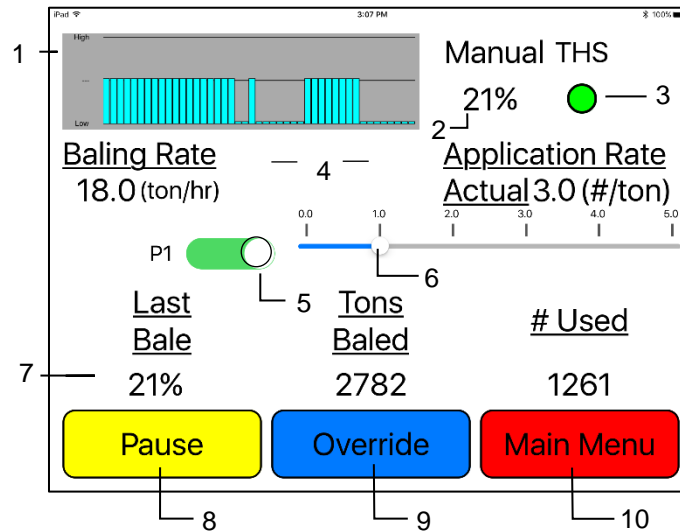 iPad 3:07 PM 100%
1
High
---
Low
Manual THS
21%
2
3
Baling Rate
18.0 (ton/hr)
4
Application Rate
Actual 3.0 (#/ton)
0.0 1.0 2.0 3.0 4.0 5.0
P1
5
6
Last
Bale
Tons
Baled
# Used
7
21% 2782 1261
Pause Override Main Menu
8 9 10